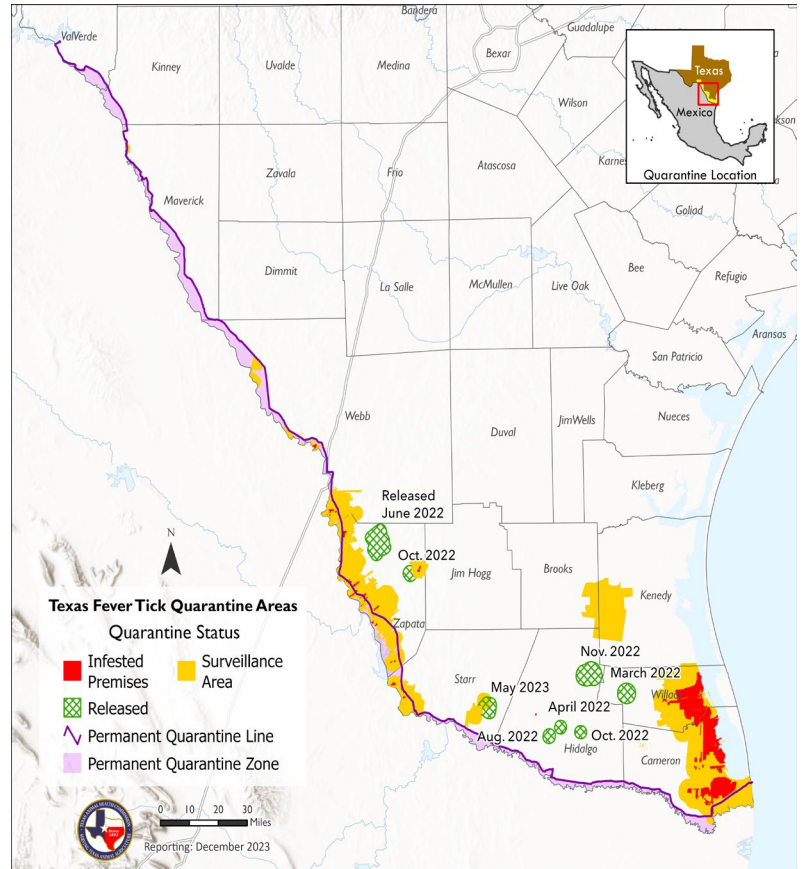 Bandera
Guadalupe
ValVerde
Kinney
Uvalde
Medina
Bexar
Wilson
Texas
Mexico
Quarantine Location
Maverick
Zavala
Frio
Atascosa
Karnes
Goliad
Dimmit
La Salle
McMullen
Live Oak
Bee
Refugio
Aransas
San Patricio
Webb
Duval
JimWells
Nueces
Kleberg
Released
June 2022
Oct. 2022
Jim Hogg
Brooks
Kenedy
Zapata
Nov. 2022
March 2022
Starr
May 2023
April 2022
Aug. 2022
Oct. 2022
Hidalgo
Cameron
N
Texas Fever Tick Quarantine Areas
Quarantine Status
Infested
Premises
Surveillance
Area
Released
Permanent Quarantine Line
Permanent Quarantine Zone
0 10 20 30
Miles
Reporting: December 2023